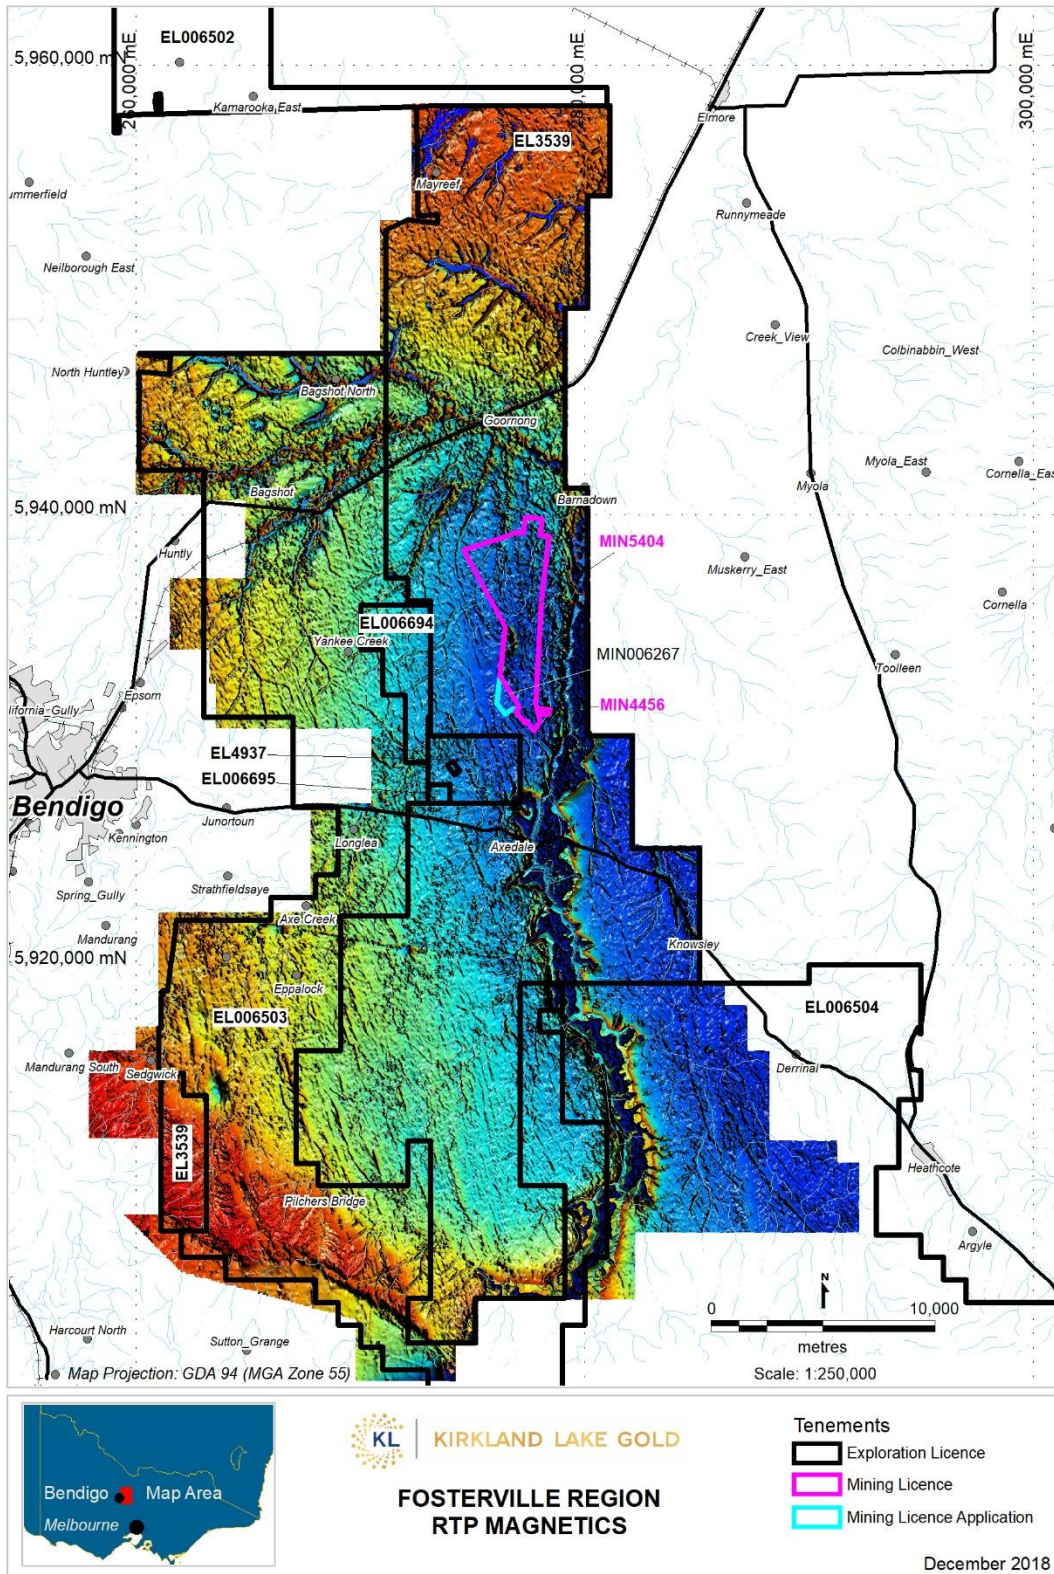 EL006502
5,960,000 mN
260,000 mE
280,000 mE
300,000 mE
Kamarooka East
Elmore
EL3539
Mayreef
ummerfield
Runnymeade
Neilborough East
Creek_View
Colbinabbin_West
North Huntley
Bagshot North
Goornong
Myola_East
Cornella_Eas
Bagshot
Myola
Barnadown
5,940,000 mN
Huntly
MIN5404
Muskerry_East
Cornella
EL006694
Yankee Creek
MIN006267
Toolleen
Epsom
alifornia_Gully
MIN4456
EL4937
EL006695
Bendigo
Junortoun
Kennington
Longlea
Axedale
Spring_Gully
Strathfieldsaye
Axe Creek
Mandurang
Knowsley
5,920,000 mN
Eppalock
EL006503
EL006504
Mandurang South
Sedgwick
Derrinal
EL3539
Heathcote
Pilchers Bridge
Argyle
N
0
10,000
metres
Harcourt North
Sutton_Grange
Map Projection: GDA 94 (MGA Zone 55)
Scale: 1:250,000
Bendigo
Map Area
Melbourne
KL
KIRKLAND LAKE GOLD
FOSTERVILLE REGION
RTP MAGNETICS
Tenements
Exploration Licence
Mining Licence
Mining Licence Application
December 2018